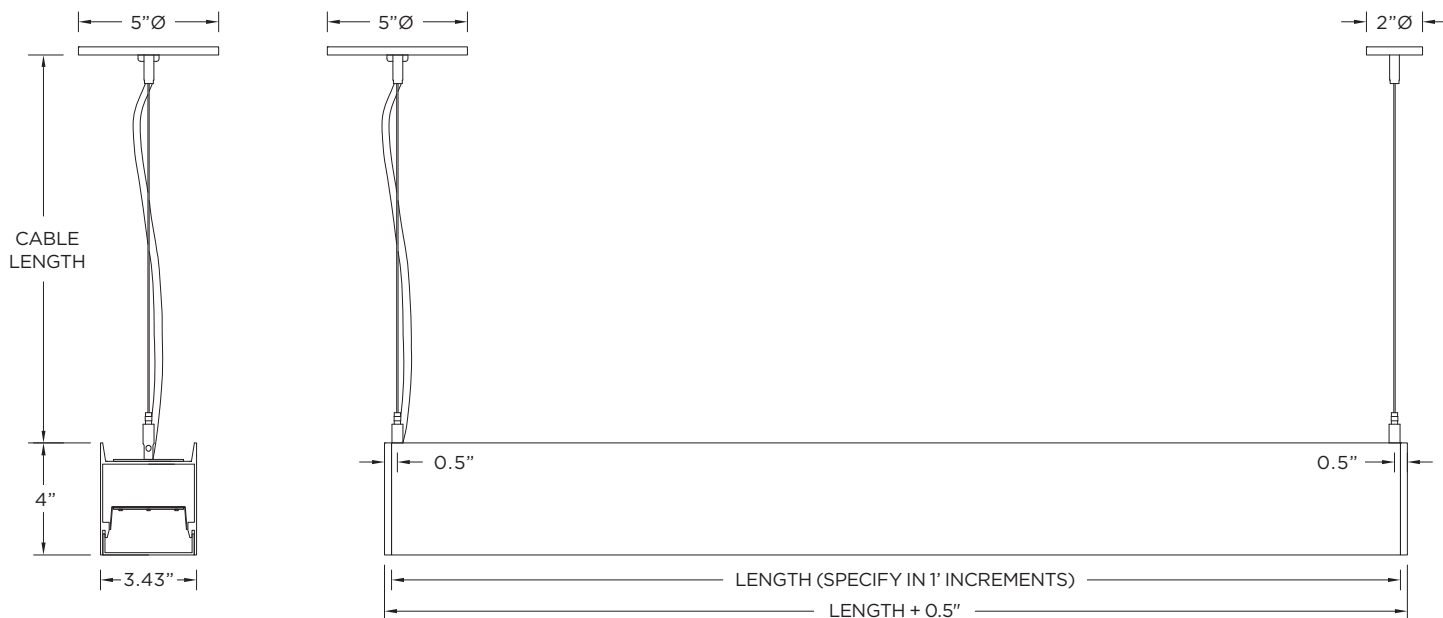 5”Ø
5”Ø
2”Ø
CABLE
LENGTH
0.5”
0.5”
4”
3.43”
LENGTH (SPECIFY IN 1’ INCREMENTS)
LENGTH + 0.5"